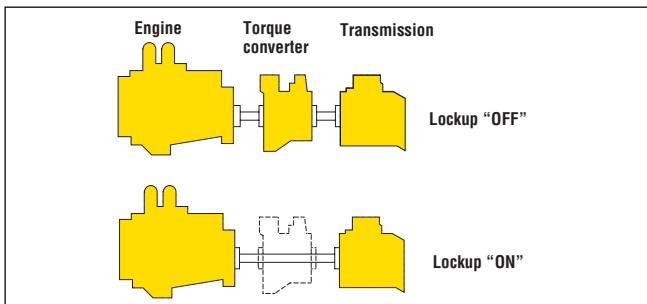 Engine
Torque
converter
Transmission
Lockup “OFF”
Lockup “ON”